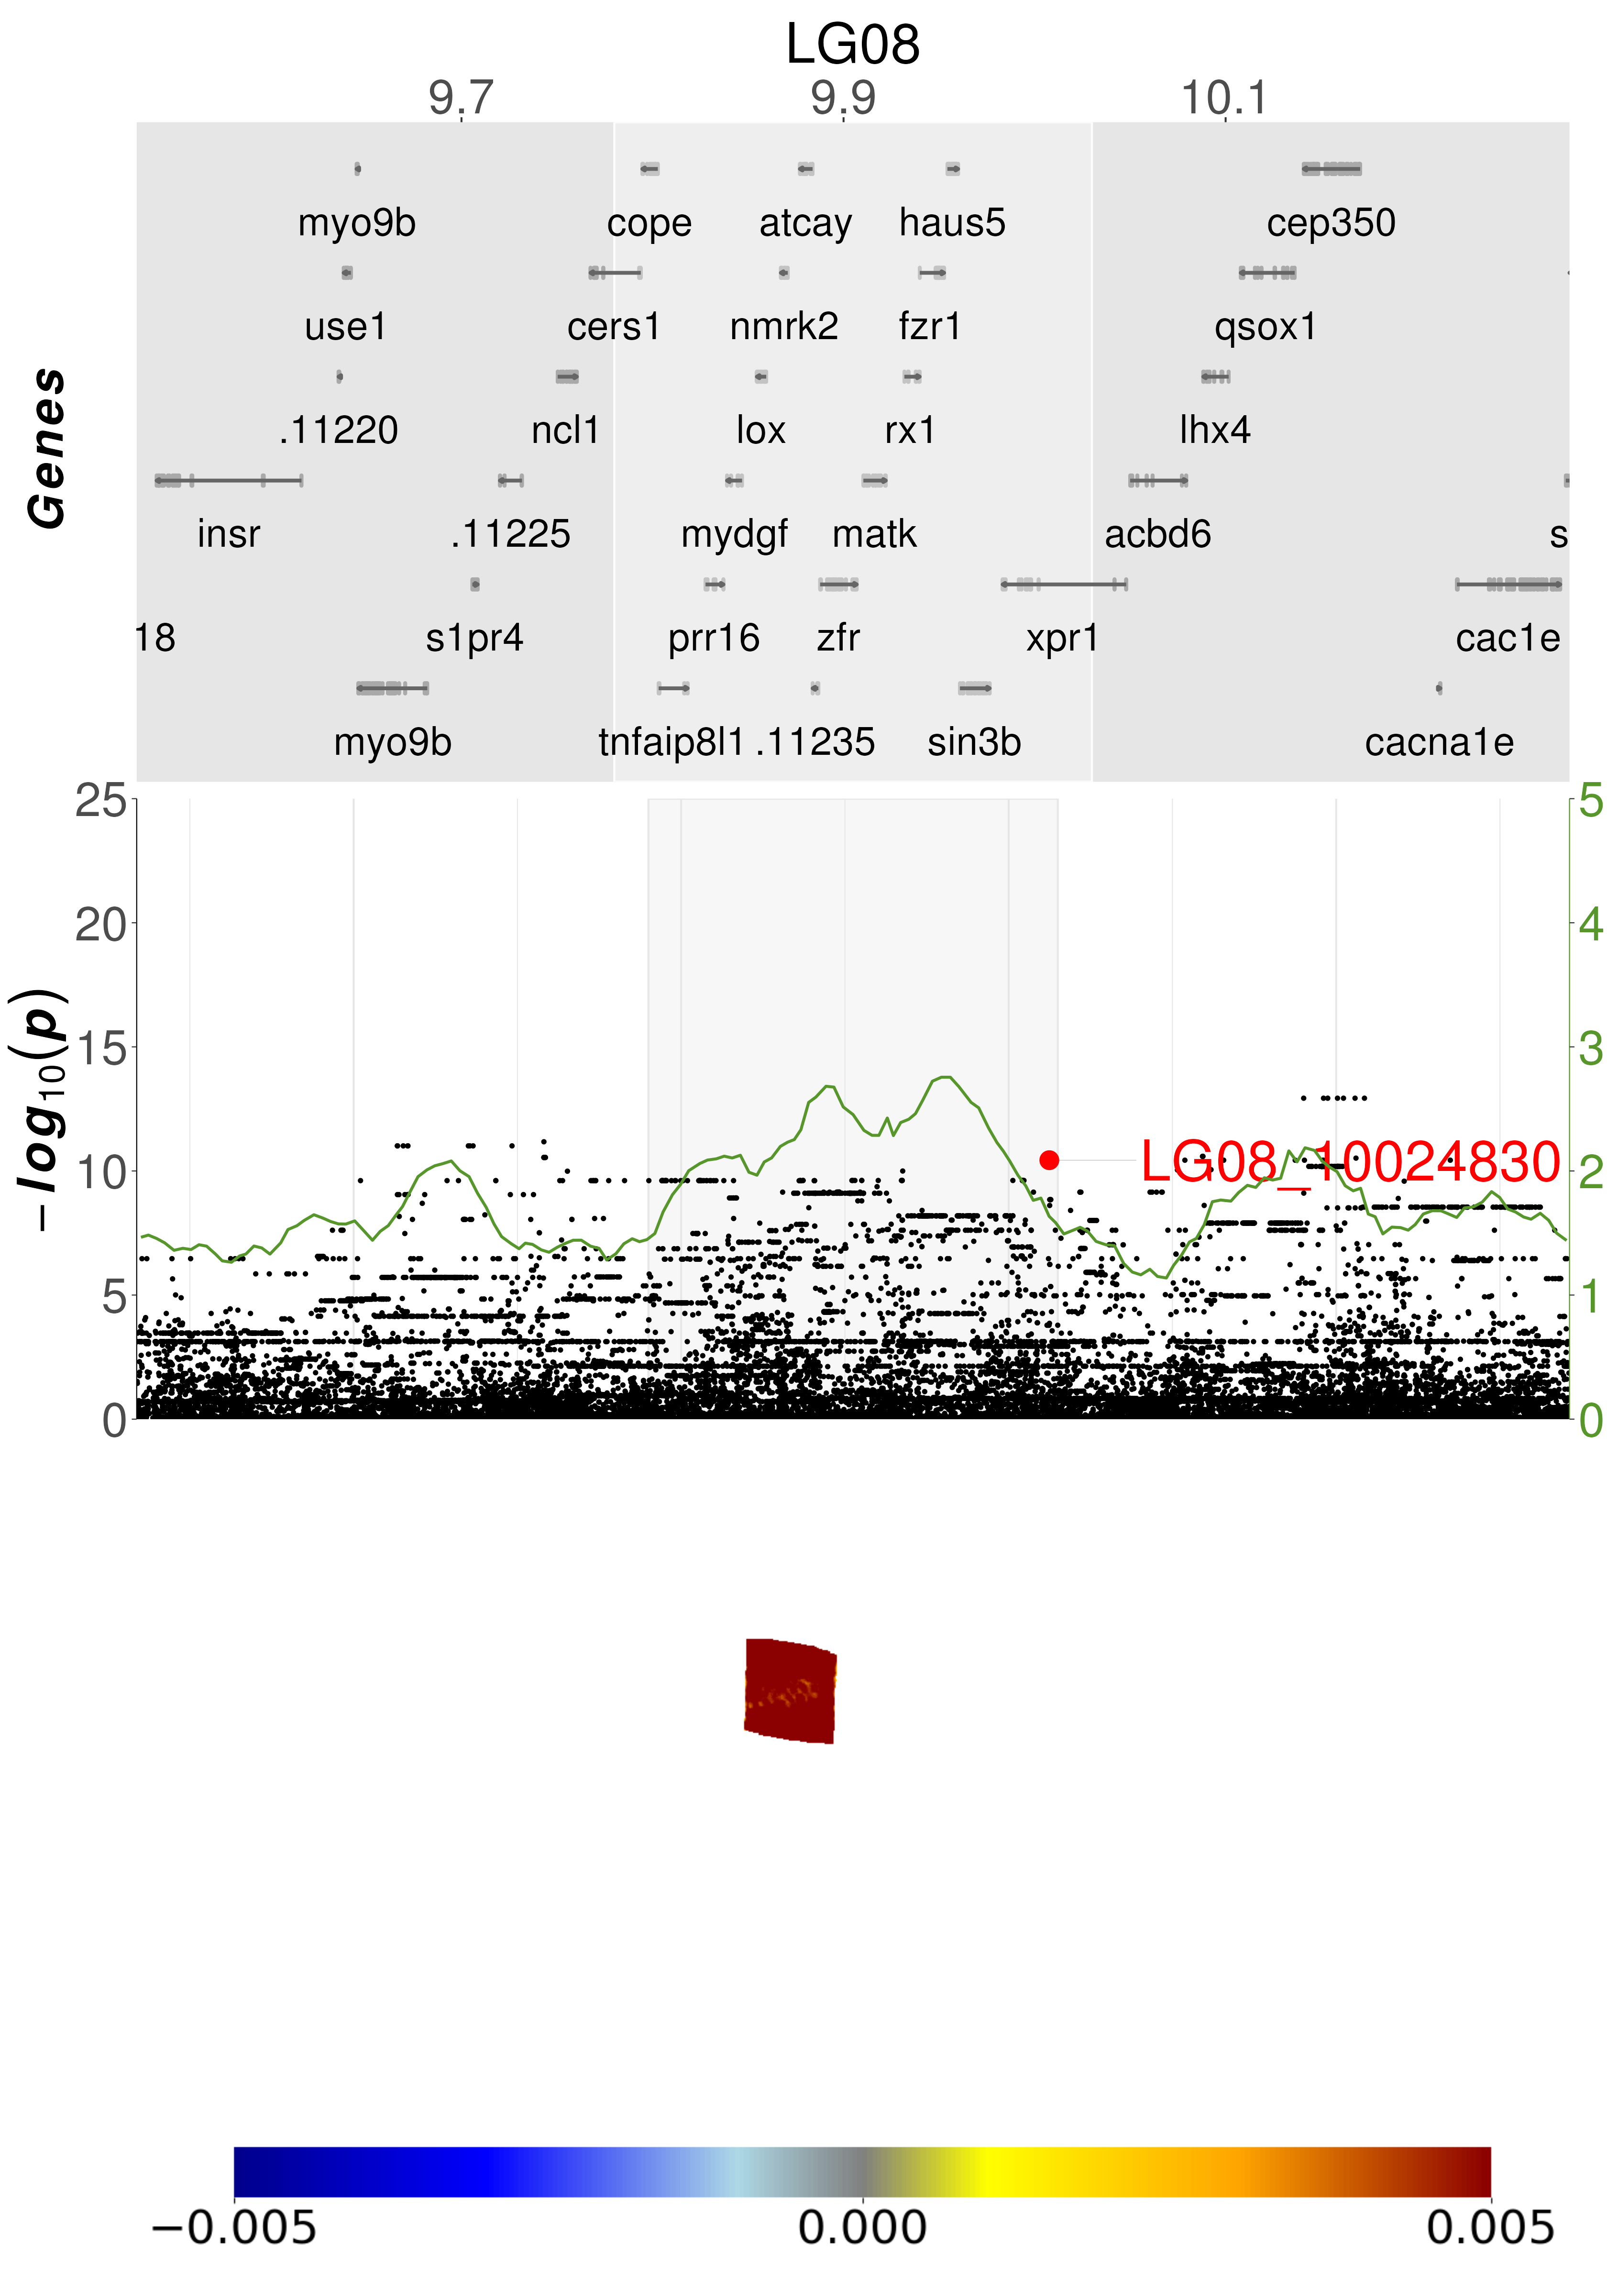 LG08
9.7 9.9 10.1
Genes
myo9b cope atcay haus5 cep350
use1 cers1 nmrk2 fzr1 qsox1
.11220 ncl1 lox rx1 lhx4
insr .11225 mydgf matk acbd6 s
18 s1pr4 prr16 zfr xpr1 cac1e
myo9b tnfaip8l1 .11235 sin3b cacna1e
−log10(p)
25 5
20 4
15 3
10 2
5 1
0 0
LG08_10024830
−0.005 0.000 0.005